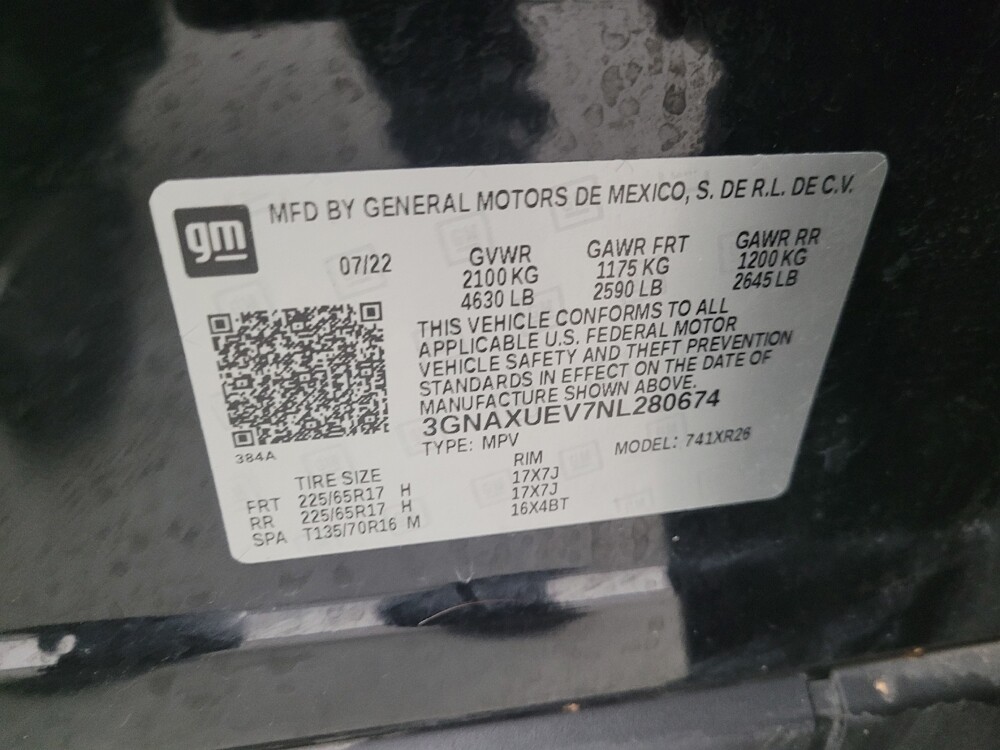 gm
MFD BY GENERAL MOTORS DE MEXICO, S. DE R.L. DE C.V.
07/22 GVWR GAWR FRT GAWR RR
2100 KG 1175 KG 1200 KG
4630 LB 2590 LB 2645 LB
THIS VEHICLE CONFORMS TO ALL
APPLICABLE U.S. FEDERAL MOTOR
VEHICLE SAFETY AND THEFT PREVENTION
STANDARDS IN EFFECT ON THE DATE OF
MANUFACTURE SHOWN ABOVE.
3GNAXUEV7NL280674
TYPE: MPV MODEL: 741XR26
384A
TIRE SIZE RIM
FRT 225/65R17 H 17X7J
RR 225/65R17 H 17X7J
SPA T135/70R16 M 16X4BT